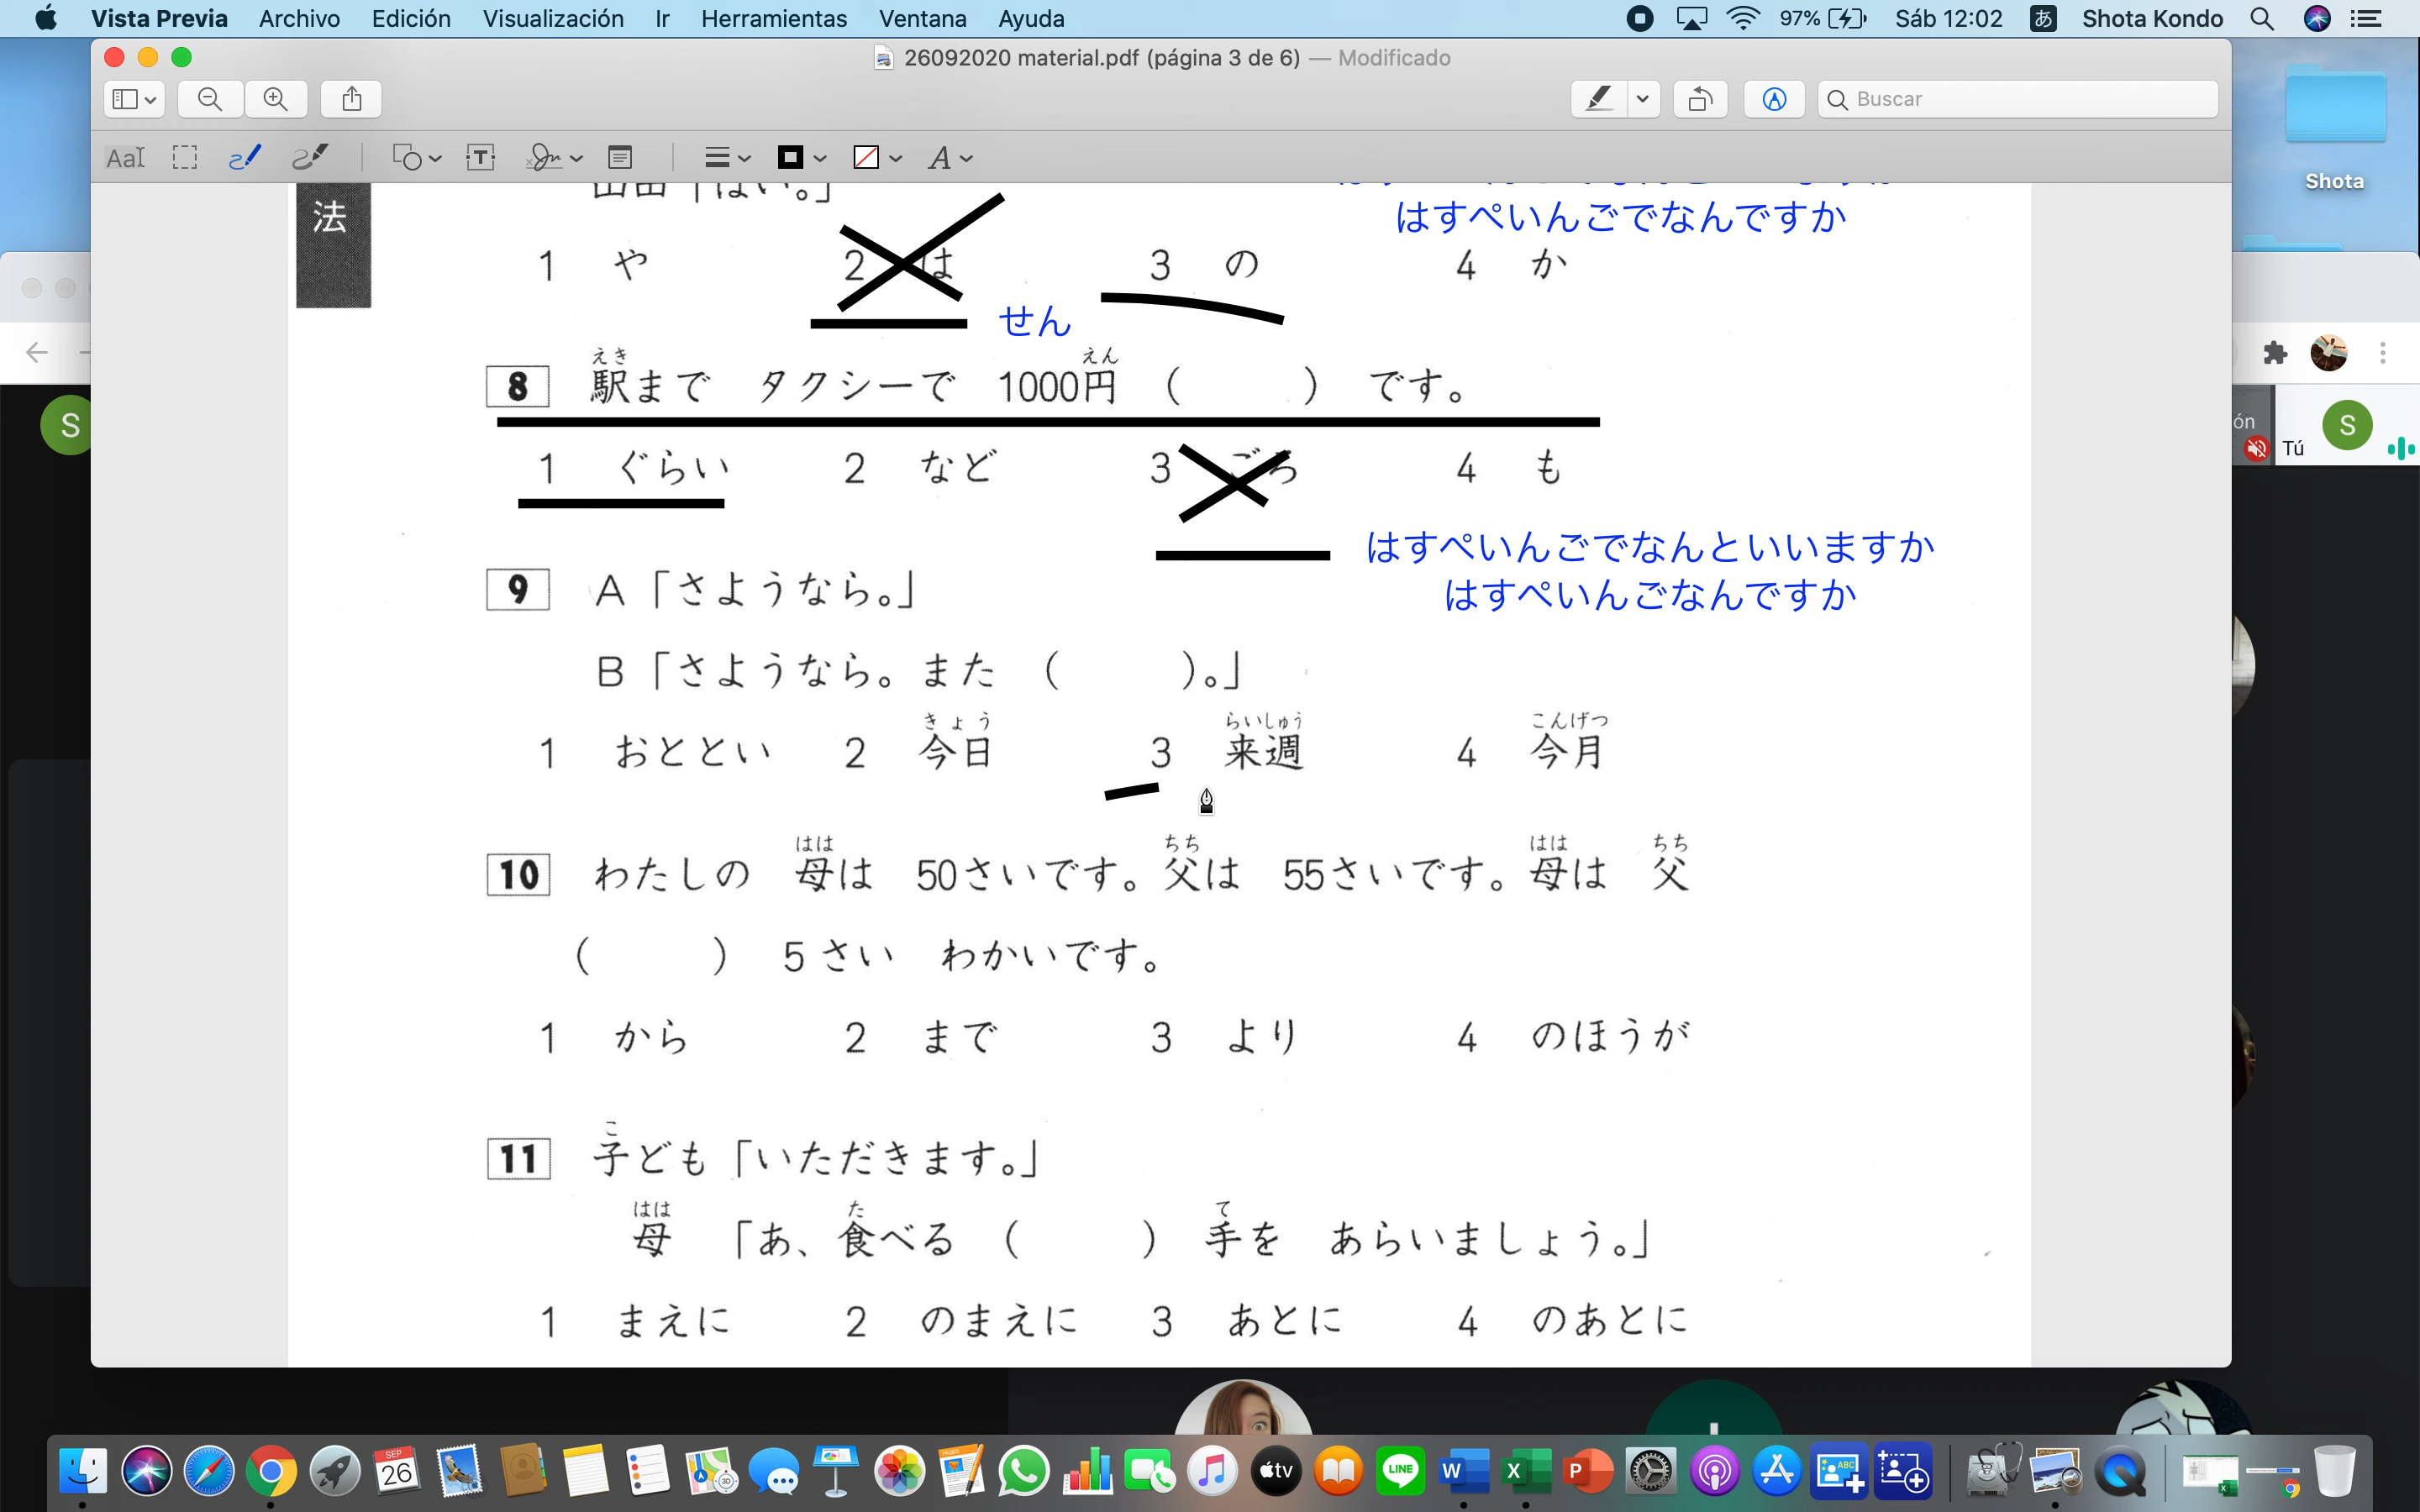 Vista Previa Archivo Edición Visualización Ir Herramientas Ventana Ayuda 97% Sáb 12:02 あ Shota Kondo
26092020 material.pdf (página 3 de 6) — Modificado
Buscar
Shota
法
はすぺいんごでなんですか
1 や 2 は 3 の 4 か
せん
えき えん
8 駅まで タクシーで 1000円 ( ) です。
1 ぐらい 2 など 3 ごろ 4 も
はすぺいんごでなんといいますか
はすぺいんごなんですか
9 A「さようなら。」
B「さようなら。また ( )。」
きょう らいしゅう こんげつ
1 おととい 2 今日 3 来週 4 今月
はは ちち はは ちち
10 わたしの 母は 50さいです。父は 55さいです。母は 父
( ) 5さい わかいです。
1 から 2 まで 3 より 4 のほうが
こ
11 子ども「いただきます。」
はは た て
母 「あ、食べる ( ) 手を あらいましょう。」
1 まえに 2 のまえに 3 あとに 4 のあとに
S
ón
Tú
S
SEP
26
PAGES
tv
LINE
W
X
P
ABC